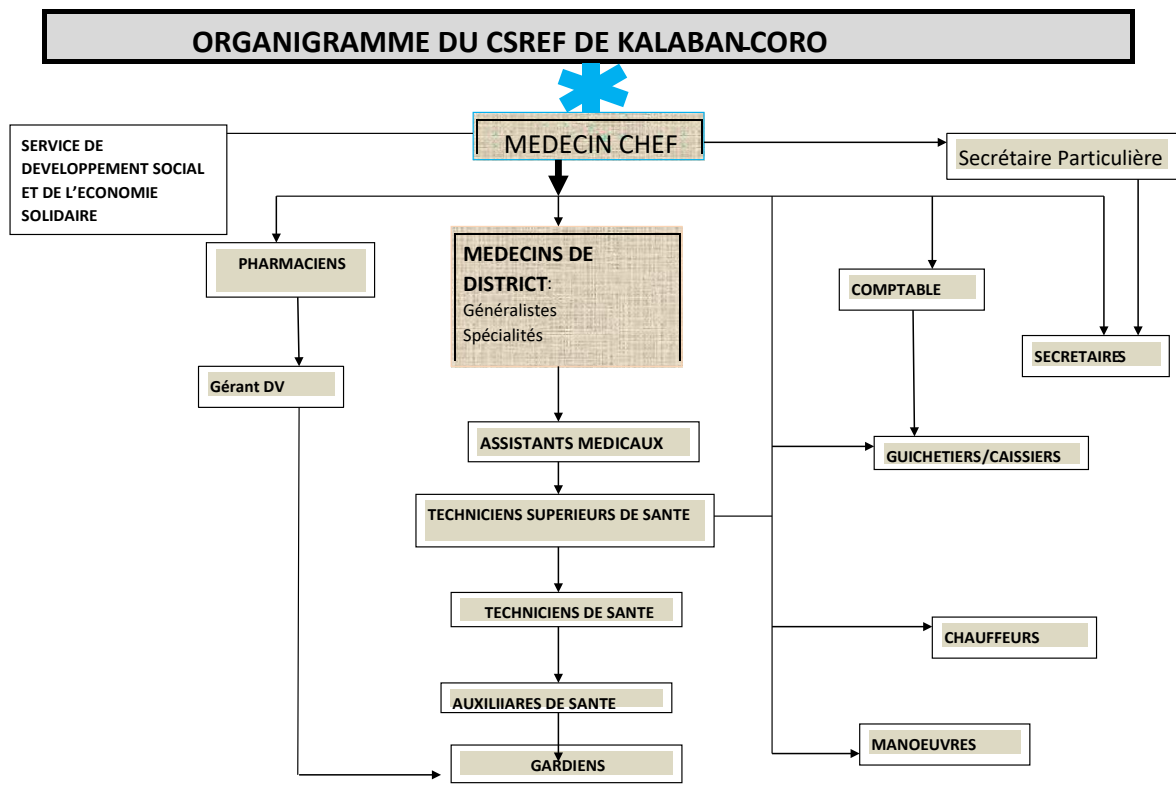 ORGANIGRAMME DU CSREF DE KALABAN-CORO
MEDECIN CHEF
SERVICE DE
DEVELOPPEMENT SOCIAL
ET DE L’ECONOMIE
SOLIDAIRE
Secrétaire Particulière
PHARMACIENS
MEDECINS DE
DISTRICT:
Généralistes
Spécialités
COMPTABLE
SECRETAIRES
Gérant DV
ASSISTANTS MEDICAUX
GUICHETIERS/CAISSIERS
TECHNICIENS SUPERIEURS DE SANTE
TECHNICIENS DE SANTE
CHAUFFEURS
AUXILIIARES DE SANTE
MANOEUVRES
GARDIENS